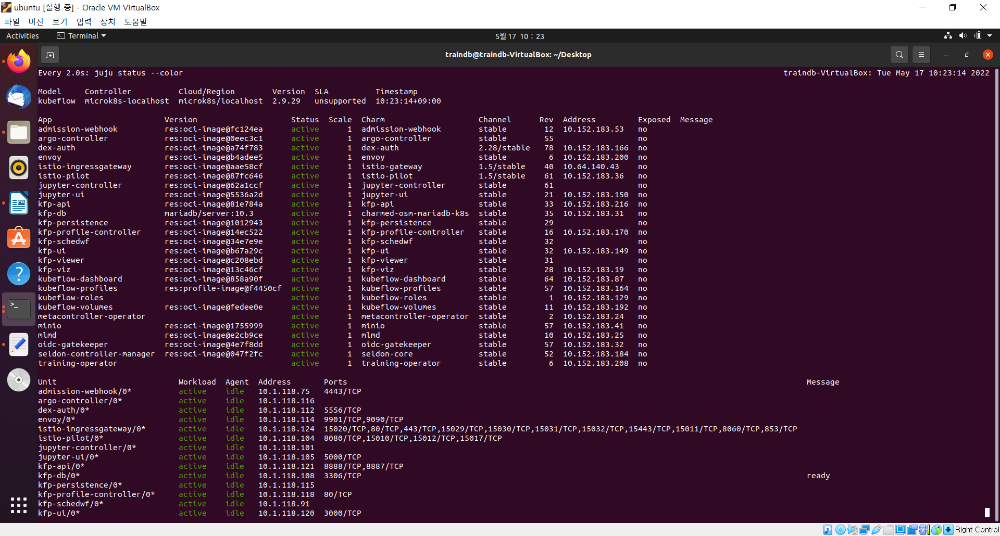 ubuntu [실행 중] - Oracle VM VirtualBox
파일 머신 보기 입력 장치 도움말
Activities Terminal 5월 17 10 : 23
traindb@traindb-VirtualBox: ~/Desktop
Every 2.0s: juju status --color traindb-VirtualBox: Tue May 17 10:23:14 2022
Model Controller Cloud/Region Version SLA Timestamp
kubeflow microk8s-localhost microk8s/localhost 2.9.29 unsupported 10:23:14+09:00
App Version Status Scale Charm Channel Rev Address Exposed Message
admission-webhook res:oci-image@fc124ea active 1 admission-webhook stable 12 10.152.183.53 no
argo-controller res:oci-image@0eec3c1 active 1 argo-controller stable 55 no
dex-auth res:oci-image@a74f783 active 1 dex-auth 2.28/stable 78 10.152.183.166 no
envoy res:oci-image@b4adee5 active 1 envoy stable 6 10.152.183.200 no
istio-ingressgateway res:oci-image@aae58cf active 1 istio-gateway 1.5/stable 40 10.64.140.43 no
istio-pilot res:oci-image@87fc646 active 1 istio-pilot 1.5/stable 61 10.152.183.36 no
jupyter-controller res:oci-image@62a1ccf active 1 jupyter-controller stable 61 no
jupyter-ui res:oci-image@5536a2d active 1 jupyter-ui stable 21 10.152.183.150 no
kfp-api res:oci-image@81e784a active 1 kfp-api stable 33 10.152.183.216 no
kfp-db mariadb/server:10.3 active 1 charmed-osm-mariadb-k8s stable 35 10.152.183.31 no
kfp-persistence res:oci-image@1012943 active 1 kfp-persistence stable 29 no
kfp-profile-controller res:oci-image@14ec522 active 1 kfp-profile-controller stable 16 10.152.183.170 no
kfp-schedwf res:oci-image@34e7e9e active 1 kfp-schedwf stable 32 no
kfp-ui res:oci-image@b67a29c active 1 kfp-ui stable 32 10.152.183.149 no
kfp-viewer res:oci-image@c208ebd active 1 kfp-viewer stable 31 no
kfp-viz res:oci-image@13c46cf active 1 kfp-viz stable 28 10.152.183.19 no
kubeflow-dashboard res:oci-image@858a90f active 1 kubeflow-dashboard stable 64 10.152.183.87 no
kubeflow-profiles res:profile-image@f4450cf active 1 kubeflow-profiles stable 57 10.152.183.164 no
kubeflow-roles active 1 kubeflow-roles stable 1 10.152.183.129 no
kubeflow-volumes res:oci-image@fedee0e active 1 kubeflow-volumes stable 11 10.152.183.192 no
metacontroller-operator active 1 metacontroller-operator stable 2 10.152.183.24 no
minio res:oci-image@1755999 active 1 minio stable 57 10.152.183.41 no
mlmd res:oci-image@e2cb9ce active 1 mlmd stable 10 10.152.183.25 no
oidc-gatekeeper res:oci-image@4e7f8dd active 1 oidc-gatekeeper stable 57 10.152.183.32 no
seldon-controller-manager res:oci-image@047f2fc active 1 seldon-core stable 52 10.152.183.184 no
training-operator active 1 training-operator stable 6 10.152.183.208 no
Unit Workload Agent Address Ports Message
admission-webhook/0* active idle 10.1.118.75 4443/TCP
argo-controller/0* active idle 10.1.118.116
dex-auth/0* active idle 10.1.118.112 5556/TCP
envoy/0* active idle 10.1.118.114 9901/TCP,9090/TCP
istio-ingressgateway/0* active idle 10.1.118.124 15020/TCP,80/TCP,443/TCP,15029/TCP,15030/TCP,15031/TCP,15032/TCP,15443/TCP,15011/TCP,8060/TCP,853/TCP
istio-pilot/0* active idle 10.1.118.104 8080/TCP,15010/TCP,15012/TCP,15017/TCP
jupyter-controller/0* active idle 10.1.118.101
jupyter-ui/0* active idle 10.1.118.105 5000/TCP
kfp-api/0* active idle 10.1.118.121 8888/TCP,8887/TCP
kfp-db/0* active idle 10.1.118.108 3306/TCP ready
kfp-persistence/0* active idle 10.1.118.115
kfp-profile-controller/0* active idle 10.1.118.118 80/TCP
kfp-schedwf/0* active idle 10.1.118.91
kfp-ui/0* active idle 10.1.118.120 3000/TCP
Right Control